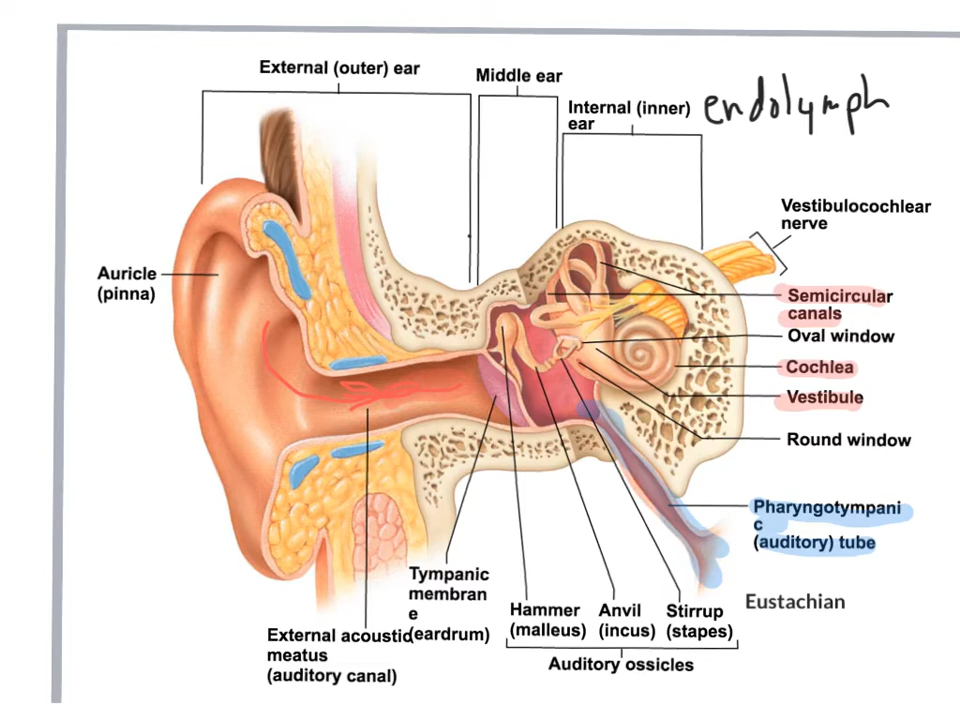 External (outer) ear
Middle ear
Internal (inner)
ear
endolymph
Vestibulocochlear
nerve
Auricle
(pinna)
Semicircular
canals
Oval window
Cochlea
Vestibule
Round window
Pharyngotympani
c
(auditory) tube
Eustachian
Tympanic
membran
e
(eardrum)
Hammer
(malleus)
Anvil
(incus)
Stirrup
(stapes)
External acoustic
meatus
(auditory canal)
Auditory ossicles